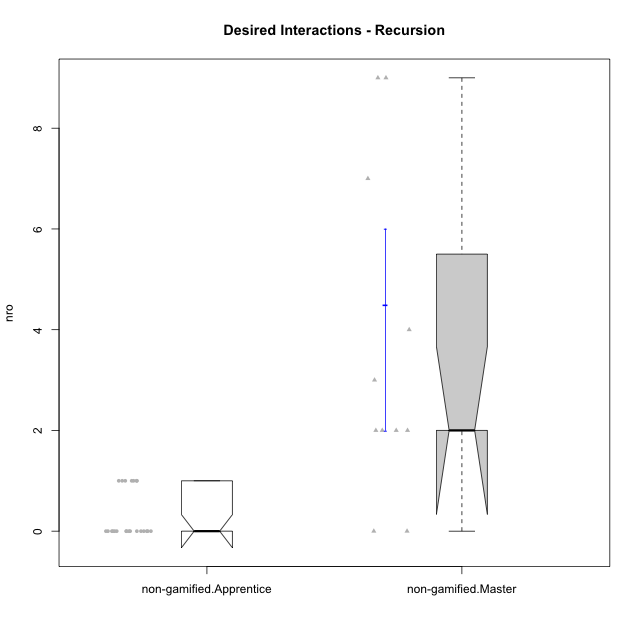 Desired Interactions - Recursion
8
6
4
2
0
nro
non-gamified.Apprentice
non-gamified.Master